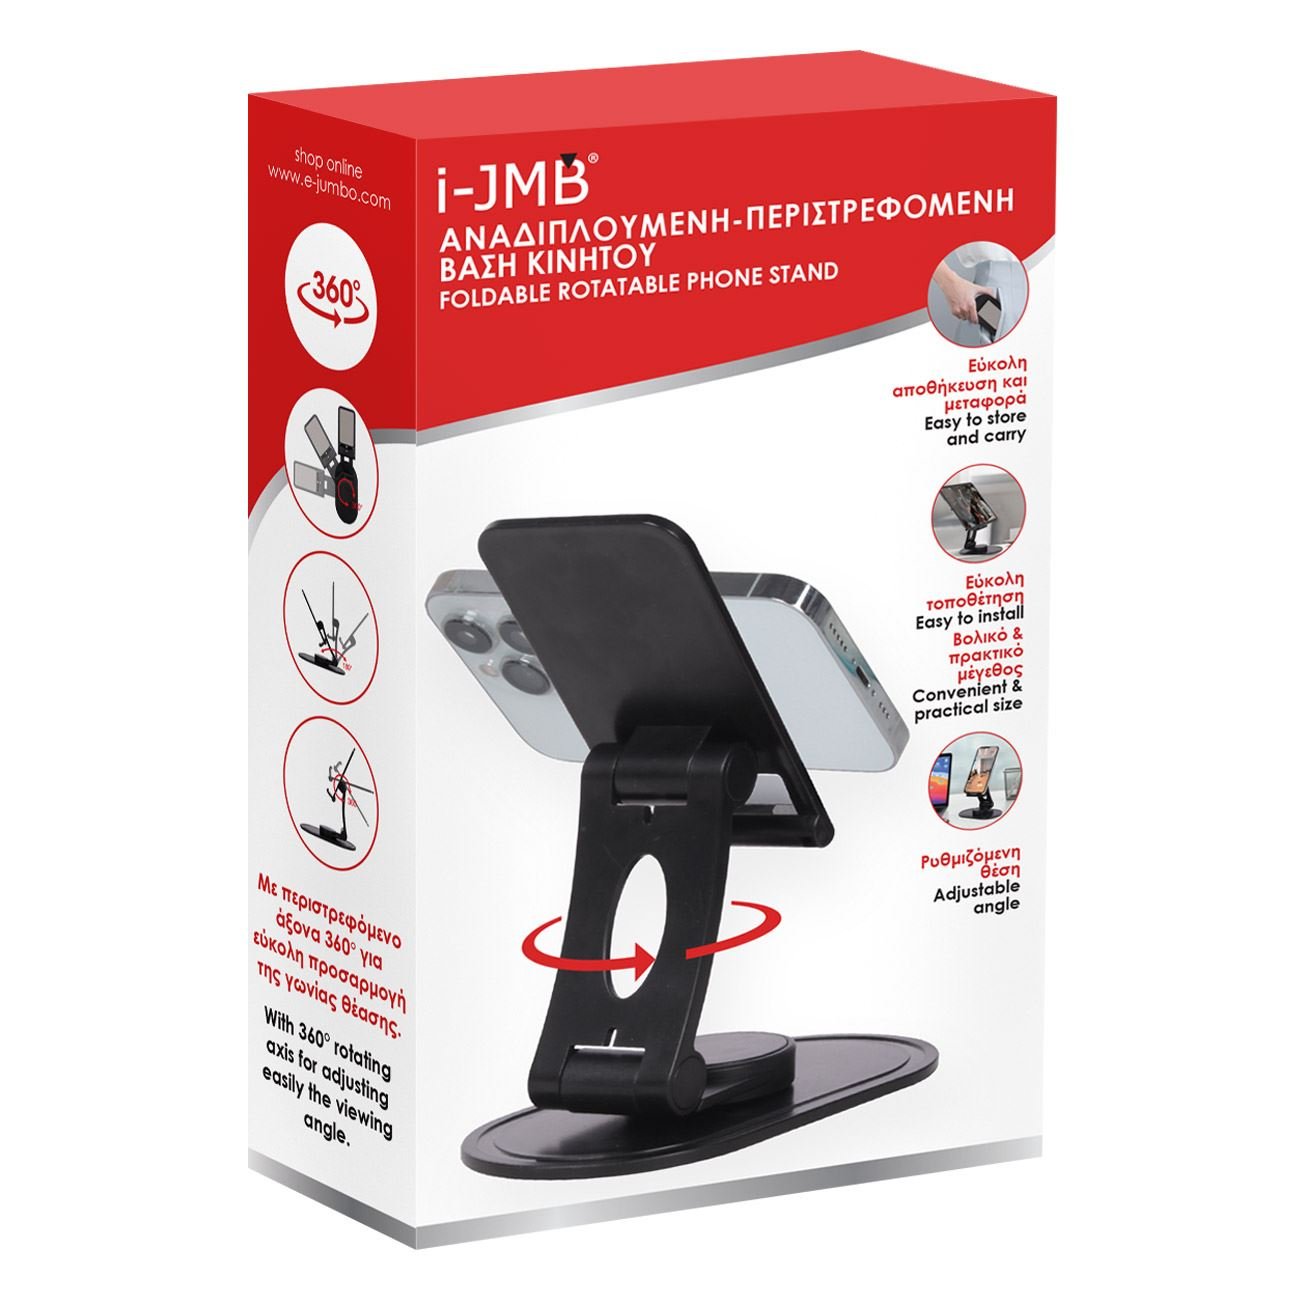 shop online
www.e-jumbo.com
360°
Με περιστρεφόμενο
άξονα 360° για
εύκολη προσαρμογή
της γωνίας θέασης.
With 360° rotating
axis for adjusting
easily the viewing
angle.
i-JMB®
ΑΝΑΔΙΠΛΟΥΜΕΝΗ-ΠΕΡΙΣΤΡΕΦΟΜΕΝΗ
ΒΑΣΗ ΚΙΝΗΤΟΥ
FOLDABLE ROTATABLE PHONE STAND
Εύκολη
αποθήκευση και
μεταφορά
Easy to store
and carry
Εύκολη
τοποθέτηση
Easy to install
Βολικό &
πρακτικό
μέγεθος
Convenient &
practical size
Ρυθμιζόμενη
θέση
Adjustable
angle